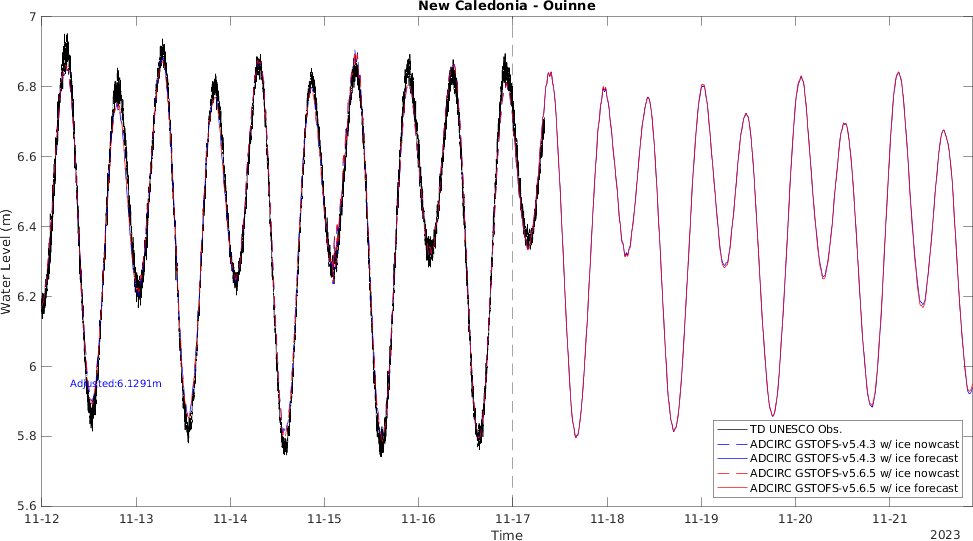 New Caledonia - Ouinne
7
6.8
6.6
6.4
6.2
6
5.8
5.6
Water Level (m)
Adjusted:6.1291m
TD UNESCO Obs.
ADCIRC GSTOFS-v5.4.3 w/ ice nowcast
ADCIRC GSTOFS-v5.4.3 w/ ice forecast
ADCIRC GSTOFS-v5.6.5 w/ ice nowcast
ADCIRC GSTOFS-v5.6.5 w/ ice forecast
11-12 11-13 11-14 11-15 11-16 11-17 11-18 11-19 11-20 11-21
Time
2023